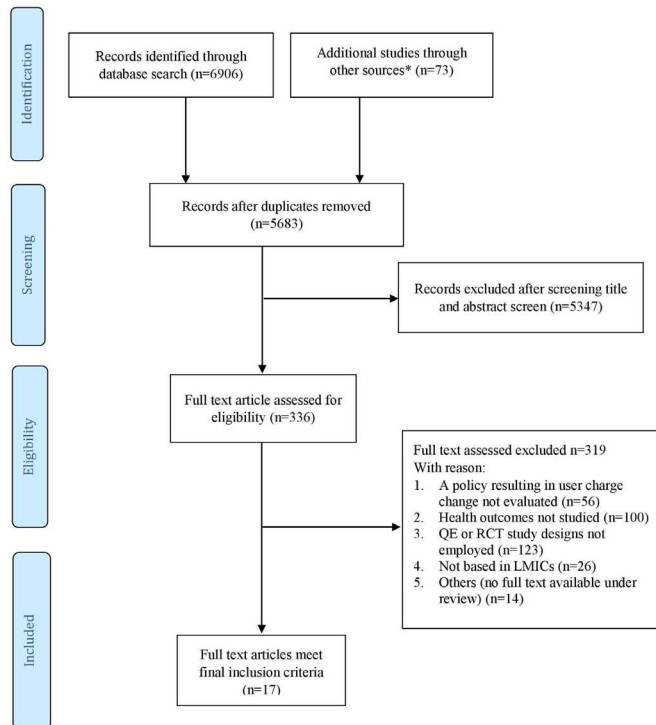 Identification
Records identified through
database search (n=6906)
Additional studies through
other sources* (n=73)
Screening
Records after duplicates removed
(n=5683)
Records excluded after screening title
and abstract screen (n=5347)
Eligibility
Full text article assessed for
eligibility (n=336)
Full text assessed excluded n=319
With reason:
1. A policy resulting in user charge
change not evaluated (n=56)
2. Health outcomes not studied (n=100)
3. QE or RCT study designs not
employed (n=123)
4. Not based in LMICs (n=26)
5. Others (no full text available under
review) (n=14)
Included
Full text articles meet
final inclusion criteria
(n=17)